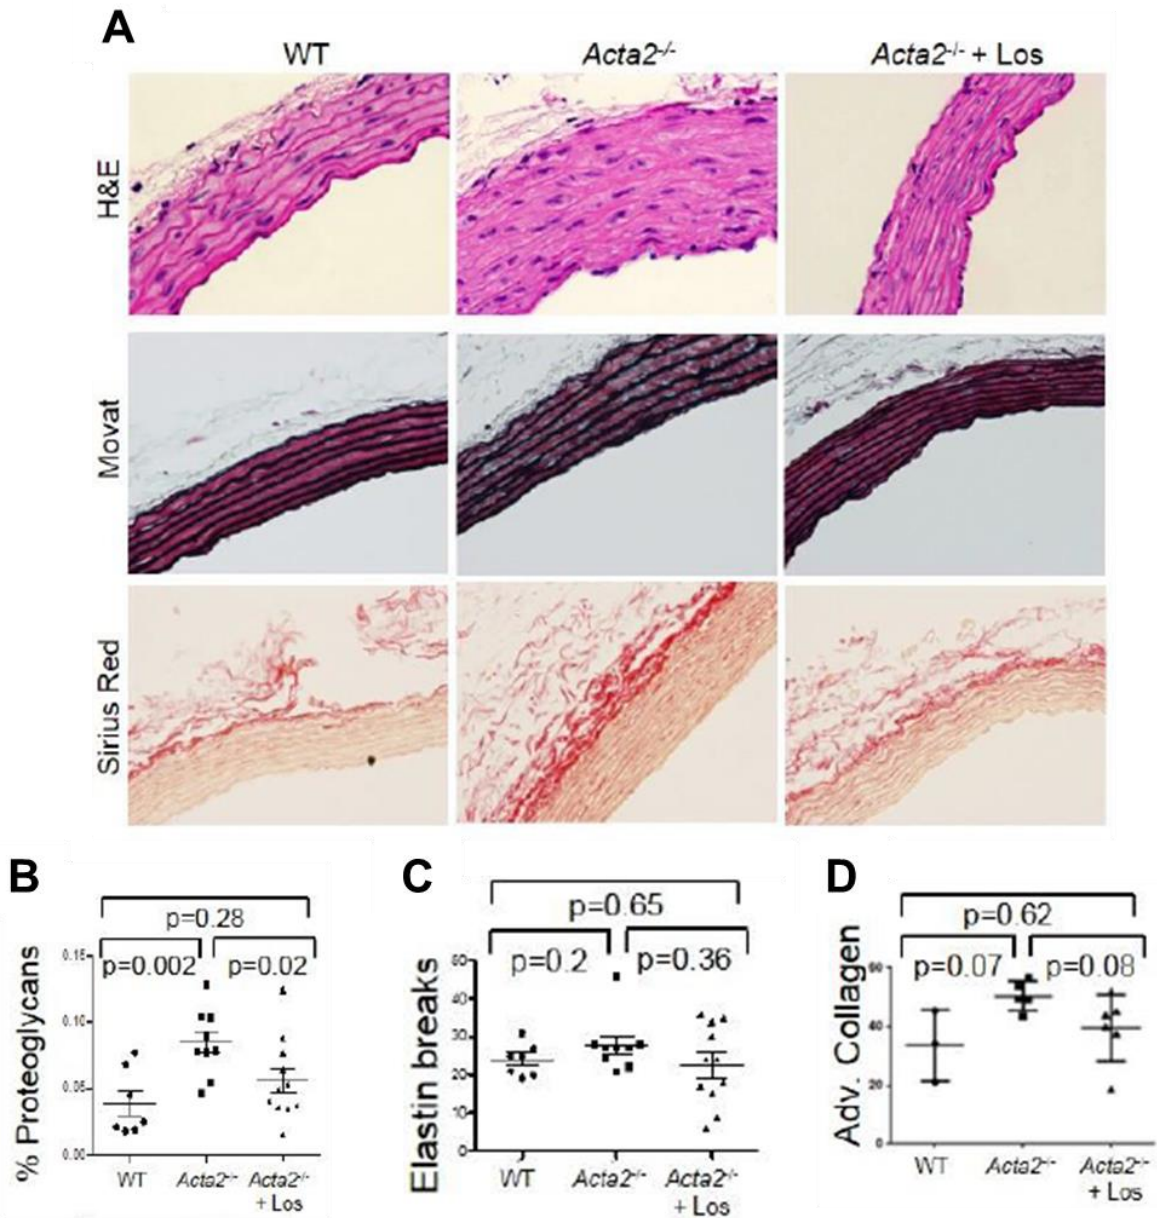 A
WT
Acta2-/-
Acta2-/- + Los
H&E
Movat
Sirius Red
B
p=0.28
p=0.002
p=0.02
% Proteoglycans
0.15
0.10
0.05
0.00
WT
Acta2-/-
Acta2-/-
+ Los
C
p=0.65
p=0.2
p=0.36
Elastin breaks
60
40
30
20
10
0
WT
Acta2-/-
Acta2-/-
+ Los
D
p=0.62
p=0.07
p=0.08
Adv. Collagen
60
40
20
0
WT
Acta2-/-
Acta2-/-
+ Los